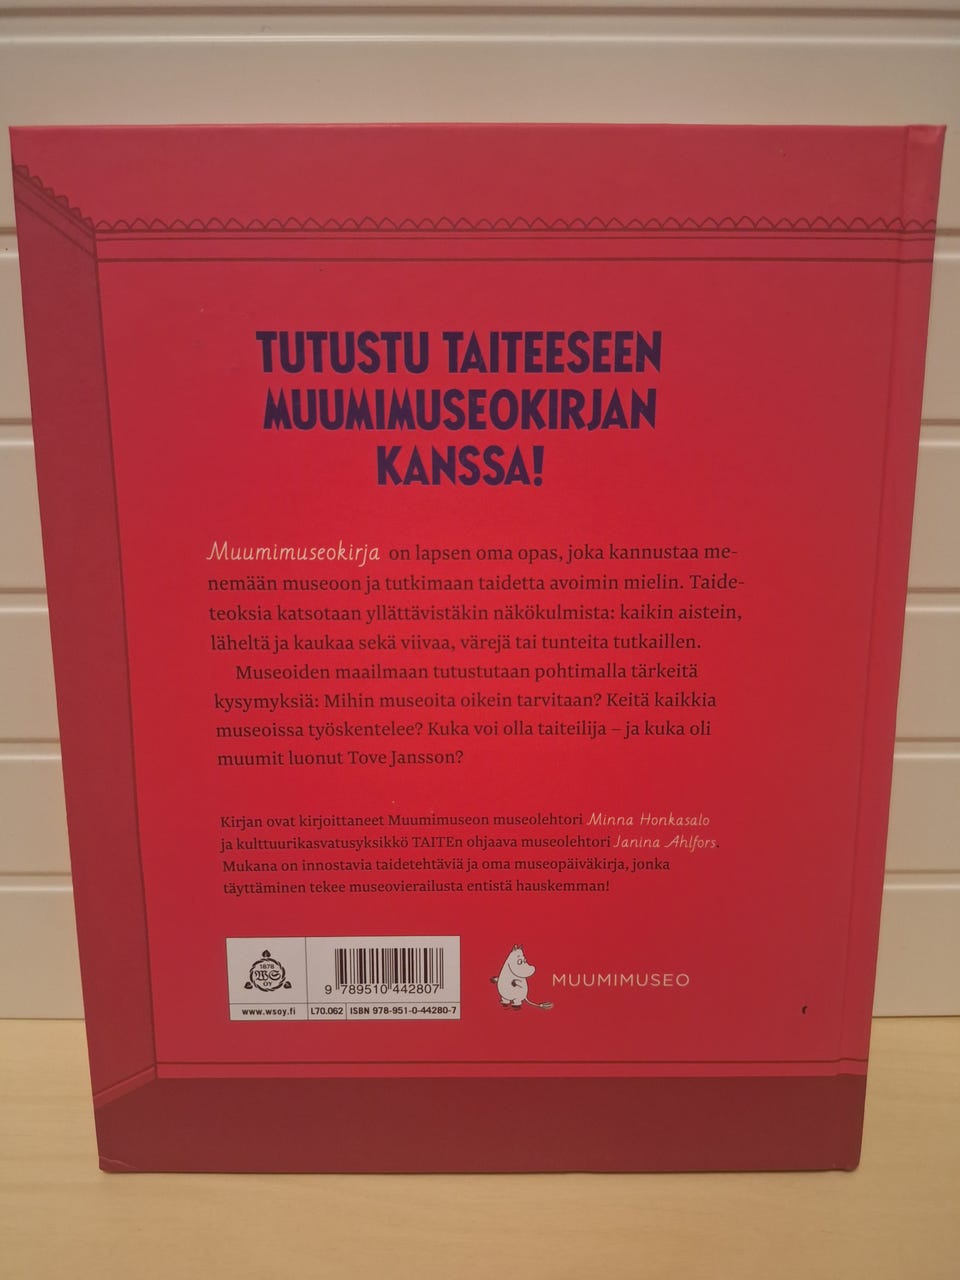 TUTUSTU TAITEESEEN
MUUMIMUSEOKIRJAN
KANSSA!
Muumimuseokirja on lapsen oma opas, joka kannustaa me-
nemään museoon ja tutkimaan taidetta avoimin mielin. Taide-
teoksia katsotaan yllättävistäkin näkökulmista: kaikin aistein,
läheltä ja kaukaa sekä viivaa, värejä tai tunteita tutkaillen.
Museoiden maailmaan tutustutaan pohtimalla tärkeitä
kysymyksiä: Mihin museoita oikein tarvitaan? Keitä kaikkia
museoissa työskentelee? Kuka voi olla taiteilija – ja kuka oli
muumit luonut Tove Jansson?
Kirjan ovat kirjoittaneet Muumimuseon museolehtori Minna Honkasalo
ja kulttuurikasvatusyksikkö TAITEn ohjaava museolehtori Janina Ahlfors.
Mukana on innostavia taidetehtäviä ja oma museopäiväkirja, jonka
täyttäminen tekee museovierailusta entistä hauskemman!
1878
WS
OY
9 789510 442807
www.wsoy.fi L70.062 ISBN 978-951-0-44280-7
MUUMIMUSEO